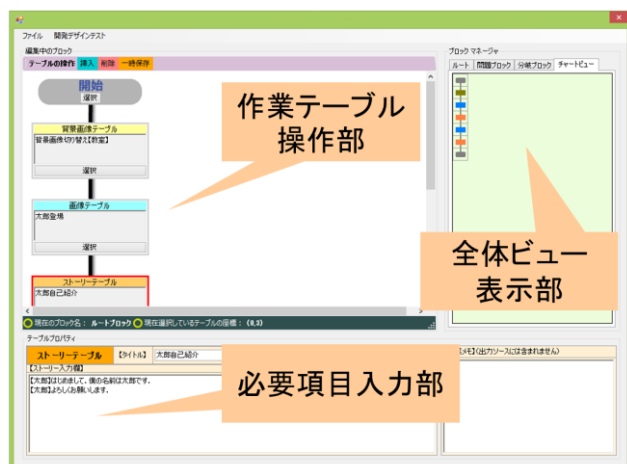 ファイル 開発デザインテスト
編集中のブロック
テーブルの操作 挿入 削除 一時保存
開始
選択
背景画像テーブル
背景画像切り替え【教室】
選択
画像テーブル
太郎登場
選択
ストーリーテーブル
太郎自己紹介
現在のブロック名： ルートブロック 現在選択しているテーブルの座標： (0,3)
作業テーブル
操作部
ブロックマネージャ
ルート 問題ブロック 分岐ブロック チャートビュー
全体ビュー
表示部
テーブルプロパティ
ストーリーテーブル 【タイトル】 太郎自己紹介
【ストーリー入力欄】
【太郎】はじめまして，僕の名前は太郎です．
【太郎】よろしくお願いします．
必要項目入力部
【メモ】(出力ソースには含まれません)